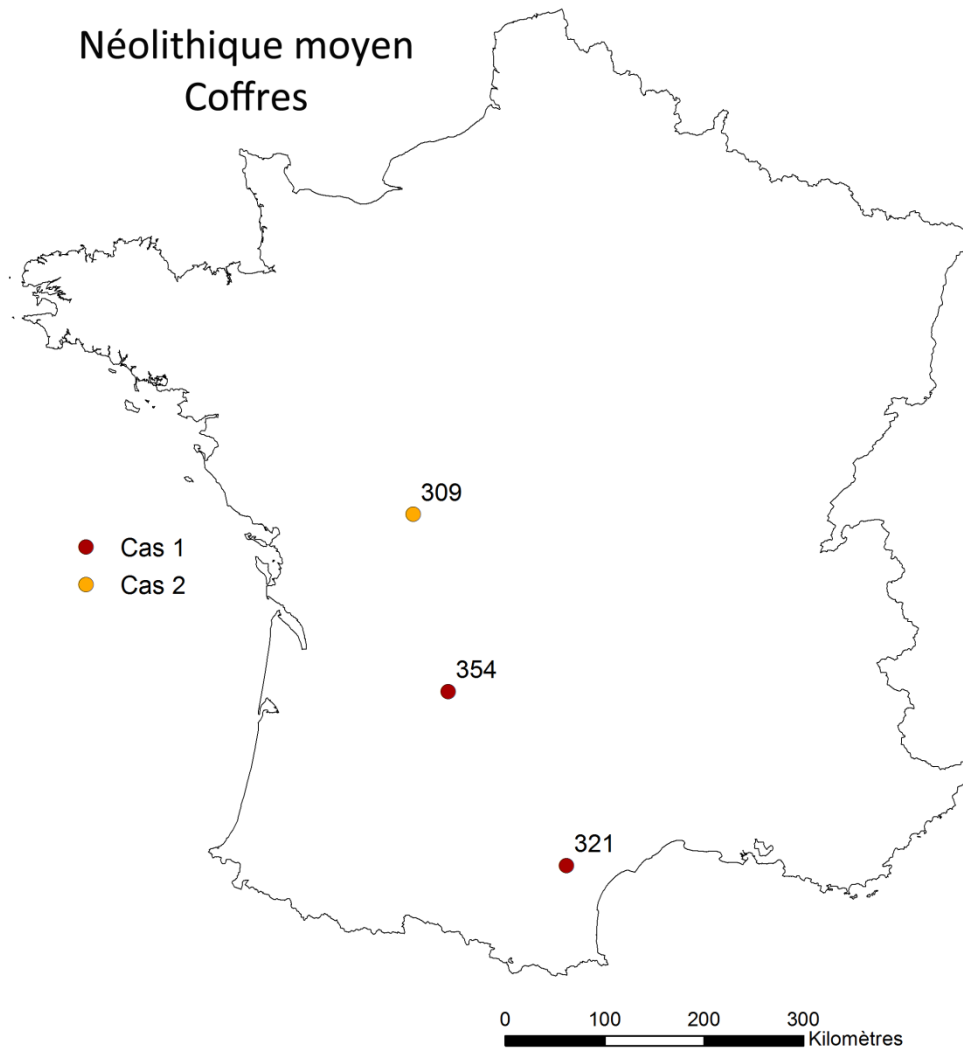 Néolithique moyen
Coffres
309
Cas 1
Cas 2
354
321
0 100 200 300
Kilomètres